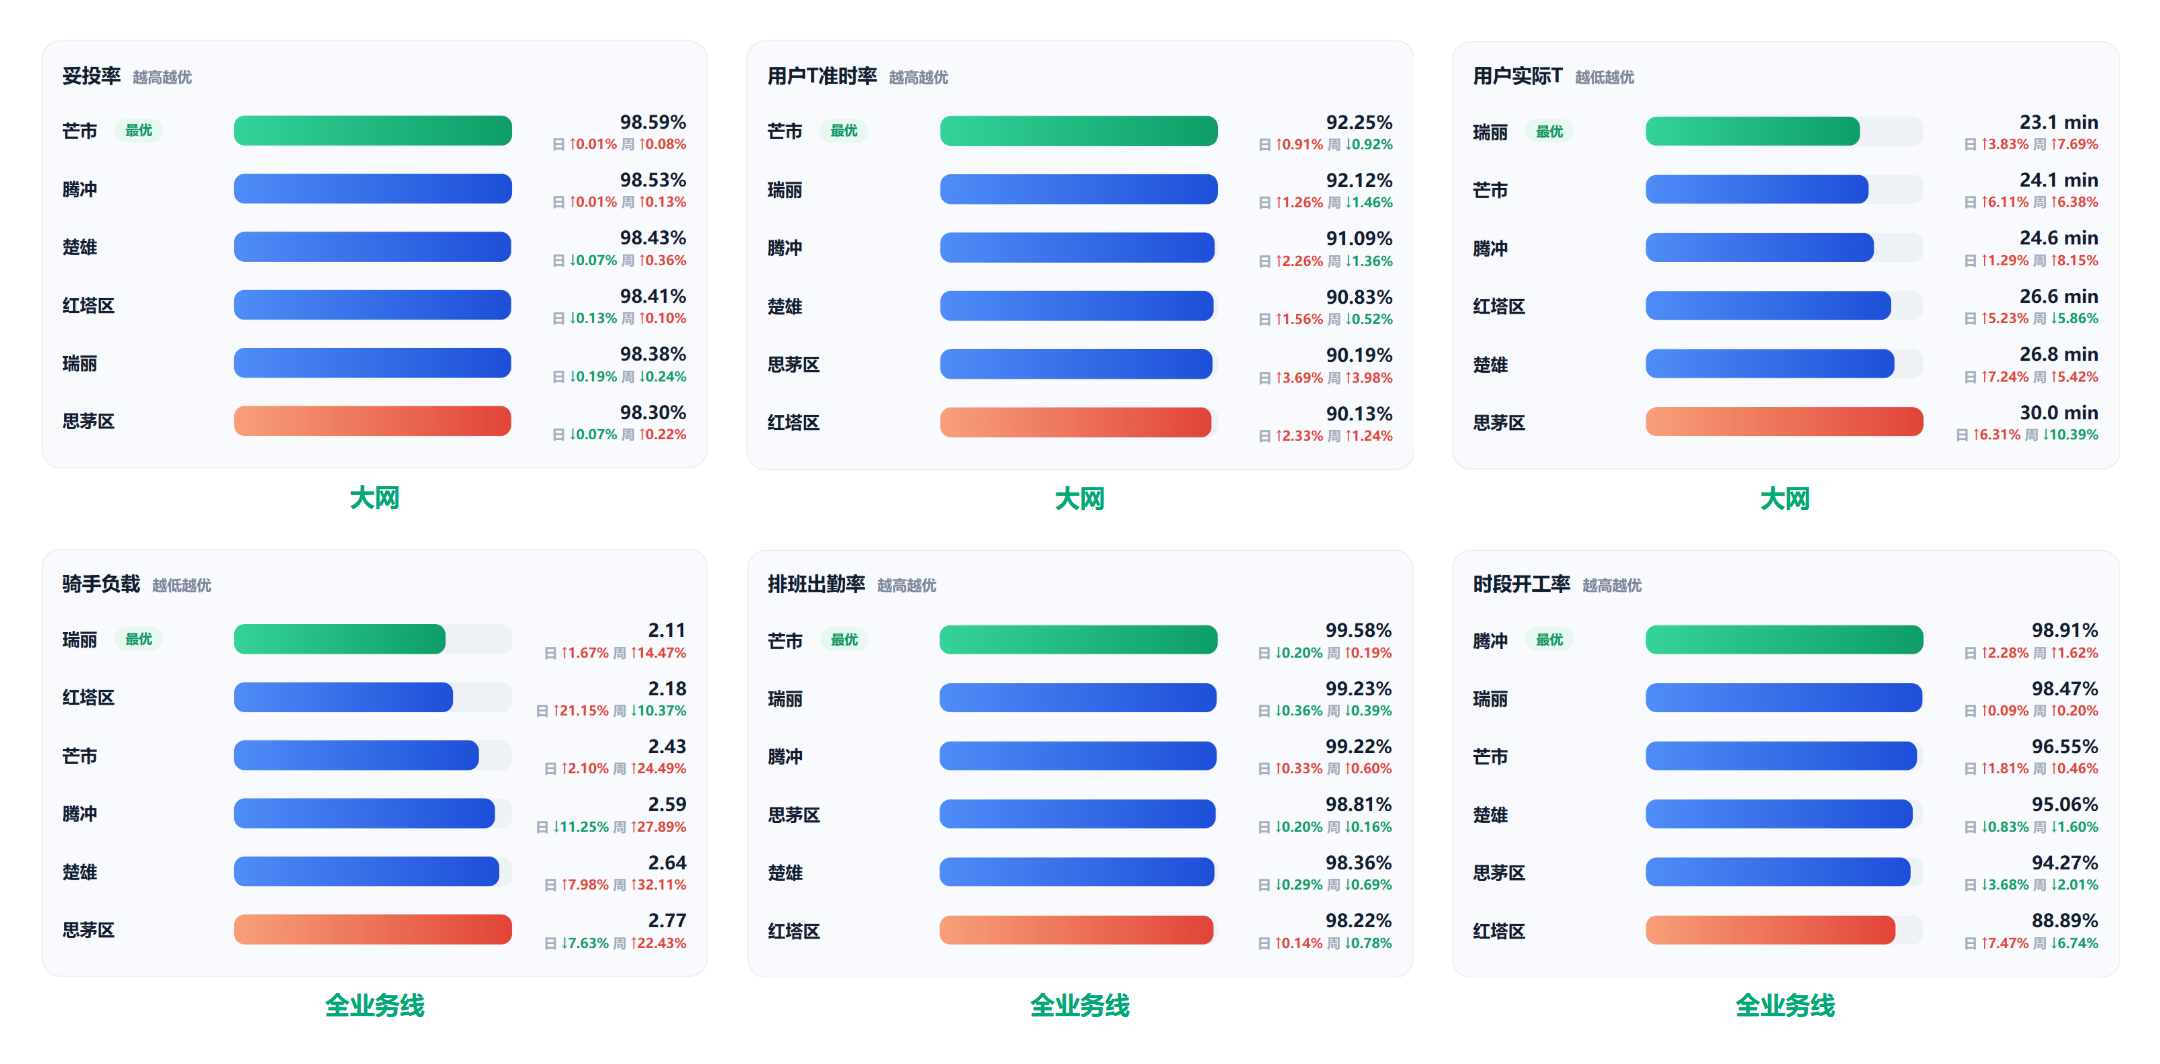 妥投率 越高越优
芒市 最优 98.59%
日 ↑0.01% 周 ↑0.08%
腾冲 98.53%
日 ↑0.01% 周 ↑0.13%
楚雄 98.43%
日 ↓0.07% 周 ↑0.36%
红塔区 98.41%
日 ↓0.13% 周 ↑0.10%
瑞丽 98.38%
日 ↓0.19% 周 ↓0.24%
思茅区 98.30%
日 ↓0.07% 周 ↑0.22%
大网
用户T准时率 越高越优
芒市 最优 92.25%
日 ↑0.91% 周 ↓0.92%
瑞丽 92.12%
日 ↑1.26% 周 ↓1.46%
腾冲 91.09%
日 ↑2.26% 周 ↓1.36%
楚雄 90.83%
日 ↑1.56% 周 ↓0.52%
思茅区 90.19%
日 ↑3.69% 周 ↑3.98%
红塔区 90.13%
日 ↑2.33% 周 ↑1.24%
大网
用户实际T 越低越优
瑞丽 最优 23.1 min
日 ↑3.83% 周 ↑7.69%
芒市 24.1 min
日 ↑6.11% 周 ↑6.38%
腾冲 24.6 min
日 ↑1.29% 周 ↑8.15%
红塔区 26.6 min
日 ↑5.23% 周 ↓5.86%
楚雄 26.8 min
日 ↑7.24% 周 ↑5.42%
思茅区 30.0 min
日 ↑6.31% 周 ↓10.39%
大网
骑手负载 越低越优
瑞丽 最优 2.11
日 ↑1.67% 周 ↑14.47%
红塔区 2.18
日 ↑21.15% 周 ↓10.37%
芒市 2.43
日 ↑2.10% 周 ↑24.49%
腾冲 2.59
日 ↓11.25% 周 ↑27.89%
楚雄 2.64
日 ↑7.98% 周 ↑32.11%
思茅区 2.77
日 ↓7.63% 周 ↑22.43%
全业务线
排班出勤率 越高越优
芒市 最优 99.58%
日 ↓0.20% 周 ↑0.19%
瑞丽 99.23%
日 ↓0.36% 周 ↓0.39%
腾冲 99.22%
日 ↑0.33% 周 ↑0.60%
思茅区 98.81%
日 ↓0.20% 周 ↓0.16%
楚雄 98.36%
日 ↓0.29% 周 ↓0.69%
红塔区 98.22%
日 ↑0.14% 周 ↓0.78%
全业务线
时段开工率 越高越优
腾冲 最优 98.91%
日 ↑2.28% 周 ↑1.62%
瑞丽 98.47%
日 ↑0.09% 周 ↑0.20%
芒市 96.55%
日 ↑1.81% 周 ↑0.46%
楚雄 95.06%
日 ↓0.83% 周 ↓1.60%
思茅区 94.27%
日 ↓3.68% 周 ↓2.01%
红塔区 88.89%
日 ↑7.47% 周 ↓6.74%
全业务线